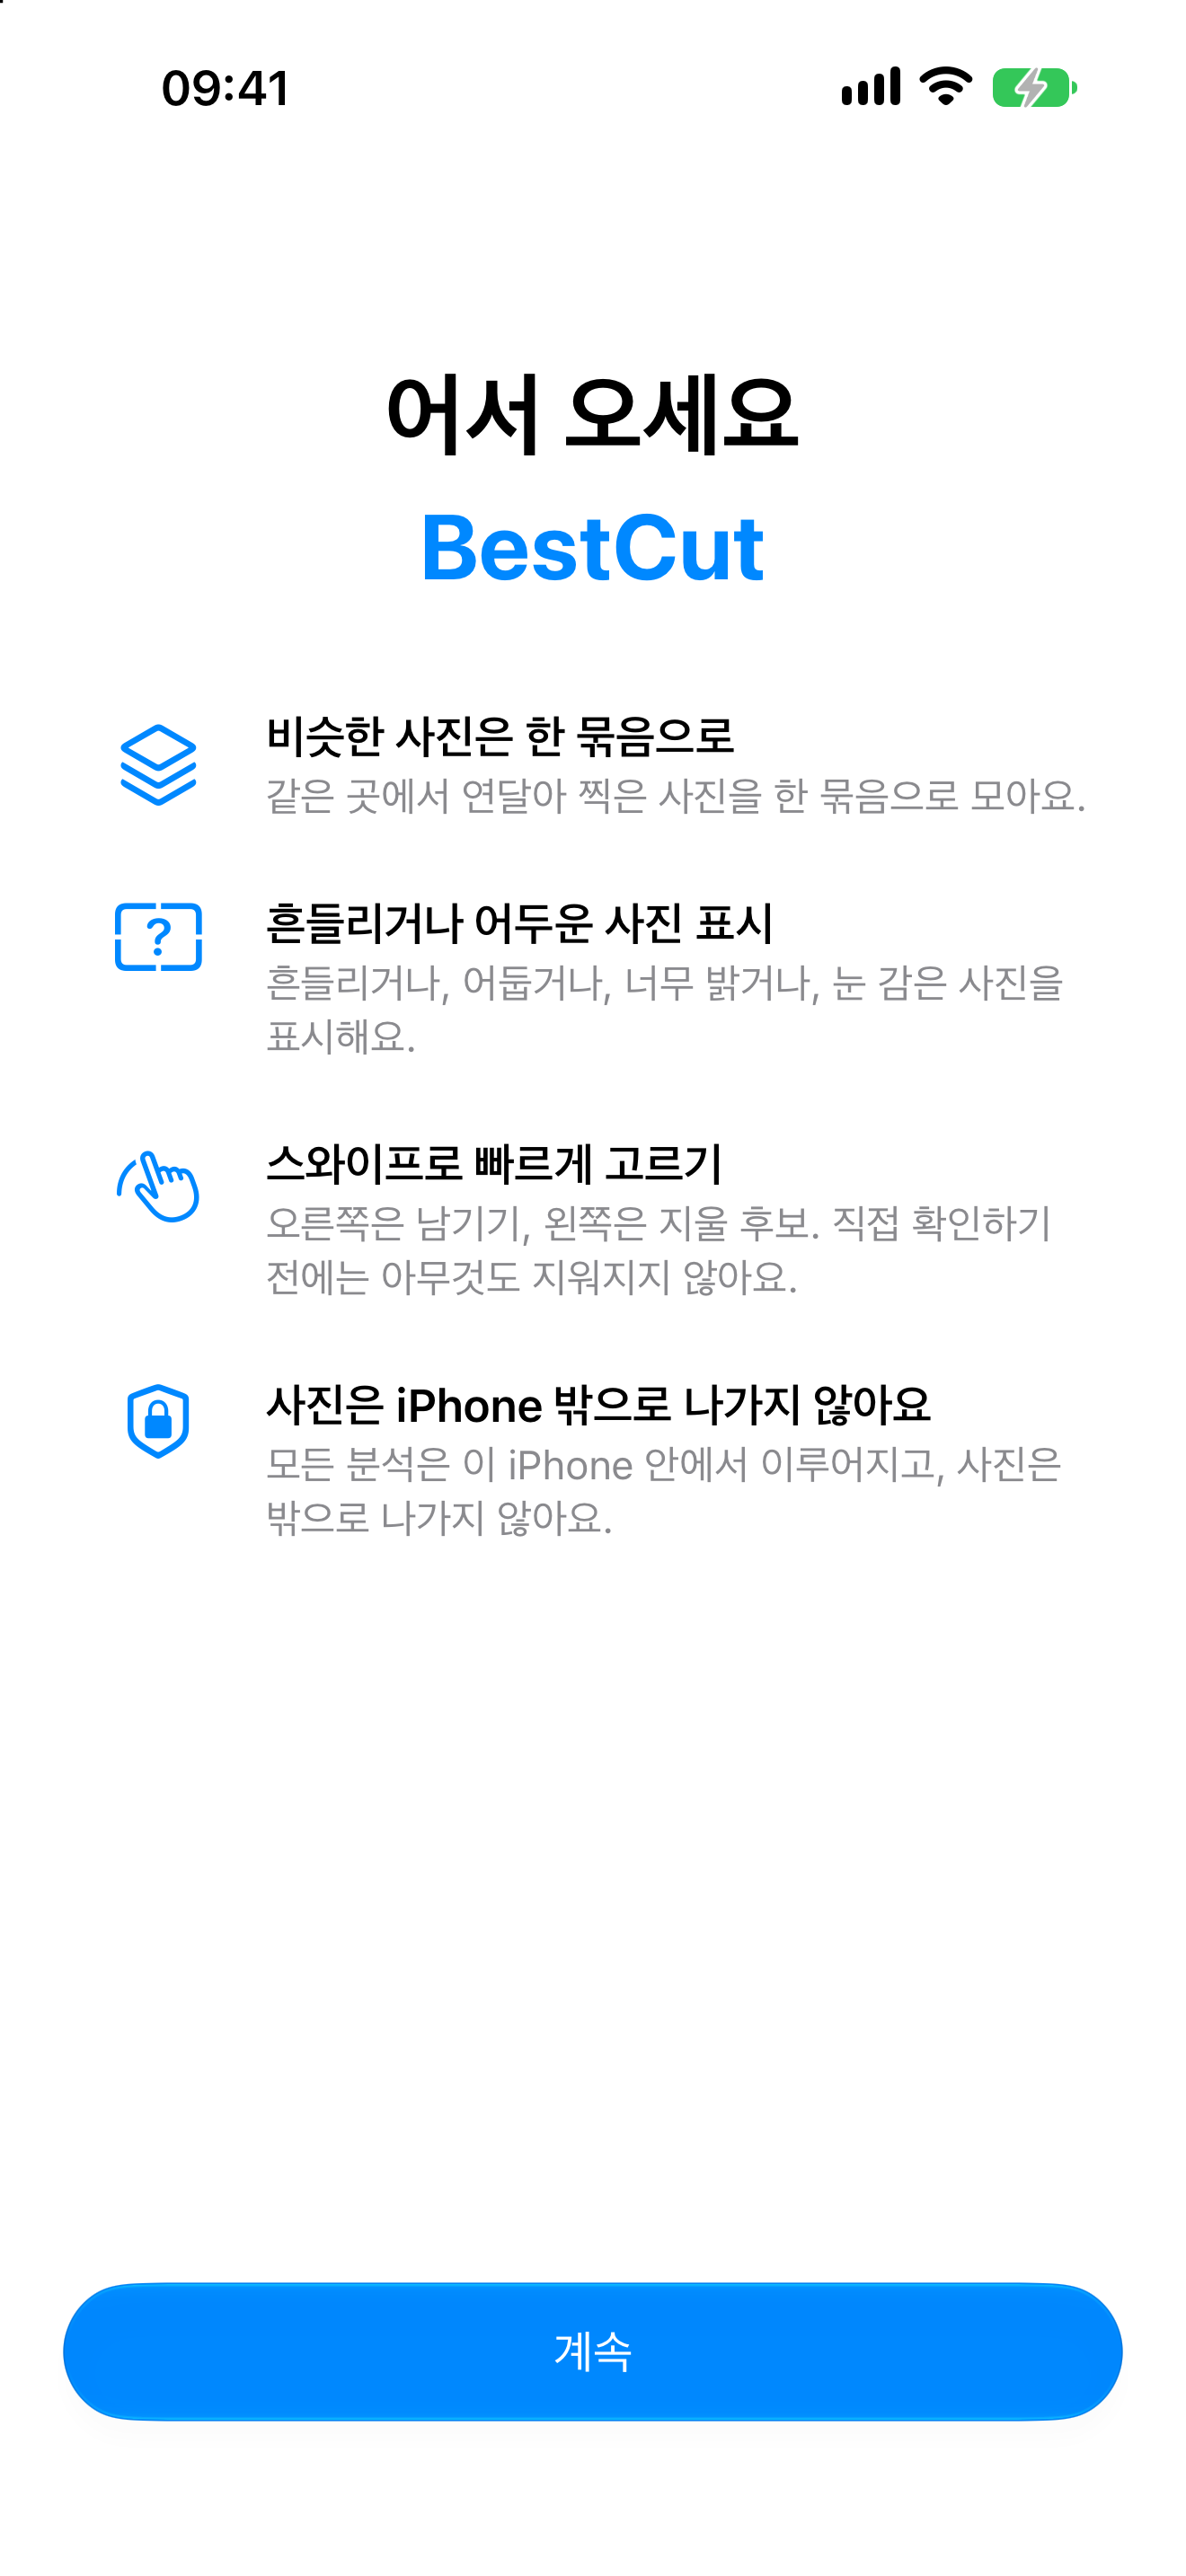 09:41
어서 오세요
BestCut
비슷한 사진은 한 묶음으로
같은 곳에서 연달아 찍은 사진을 한 묶음으로 모아요.
흔들리거나 어두운 사진 표시
흔들리거나, 어둡거나, 너무 밝거나, 눈 감은 사진을
표시해요.
스와이프로 빠르게 고르기
오른쪽은 남기기, 왼쪽은 지울 후보. 직접 확인하기
전에는 아무것도 지워지지 않아요.
사진은 iPhone 밖으로 나가지 않아요
모든 분석은 이 iPhone 안에서 이루어지고, 사진은
밖으로 나가지 않아요.
계속